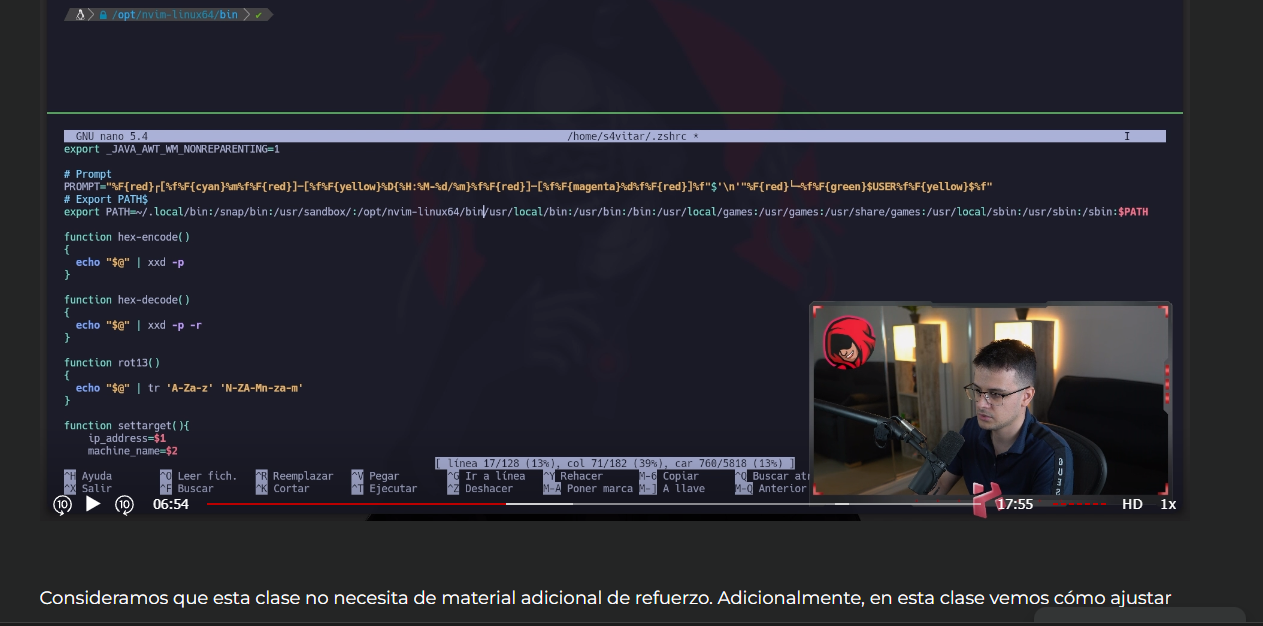 /opt/nvim-linux64/bin ✔
GNU nano 5.4 /home/s4vitar/.zshrc *
export _JAVA_AWT_WM_NONREPARENTING=1
# Prompt
PROMPT="%F{red}┌[%f%F{cyan}%m%f%F{red}]─[%f%F{yellow}%D{%H:%M-%d/%m}%f%F{red}]─[%f%F{magenta}%d%f%F{red}]%f"$'\n'"%F{red}└─%f%F{green}$USER%f%F{yellow}$%f"
# Export PATH$
export PATH=~/.local/bin:/snap/bin:/usr/sandbox/:/opt/nvim-linux64/bin/usr/local/bin:/usr/bin:/bin:/usr/local/games:/usr/games:/usr/share/games:/usr/local/sbin:/usr/sbin:/sbin:$PATH
function hex-encode()
{
echo "$@" | xxd -p
}
function hex-decode()
{
echo "$@" | xxd -p -r
}
function rot13()
{
echo "$@" | tr 'A-Za-z' 'N-ZA-Mn-za-m'
}
function settarget(){
ip_address=$1
machine_name=$2
[ línea 17/128 (13%), col 71/182 (39%), car 760/5818 (13%) ]
^H Ayuda ^O Leer fich. ^R Reemplazar ^V Pegar ^G Ir a línea ^Y Rehacer M-6 Copiar ^Q Buscar atr
^X Salir ^F Buscar ^K Cortar ^T Ejecutar ^Z Deshacer M-A Poner marca M-] A llave M-Q Anterior
10 10 06:54 17:55 HD 1x
Consideramos que esta clase no necesita de material adicional de refuerzo. Adicionalmente, en esta clase vemos cómo ajustar